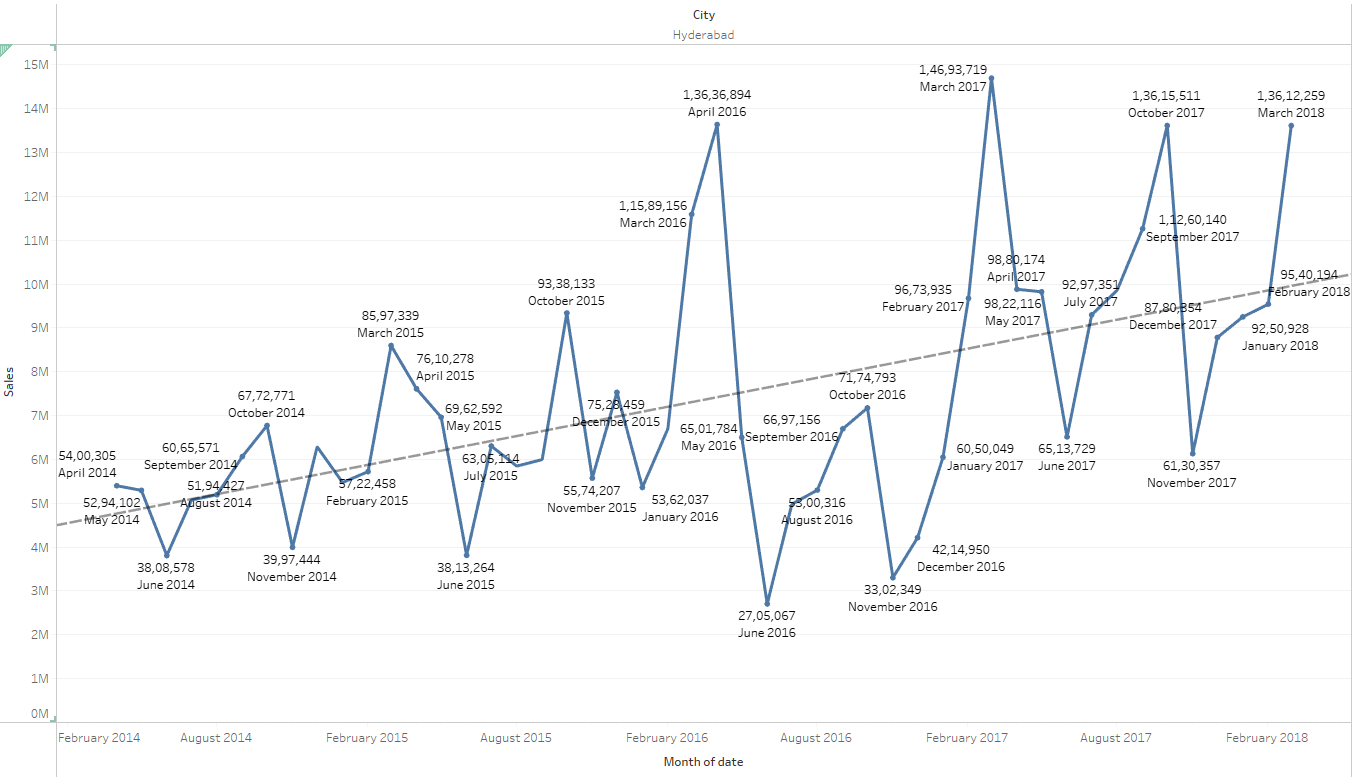 City
Hyderabad
15M
14M
13M
12M
11M
10M
9M
8M
7M
6M
5M
4M
3M
2M
1M
0M
Sales
54,00,305
April 2014
52,94,102
May 2014
38,08,578
June 2014
51,94,427
August 2014
60,65,571
September 2014
67,72,771
October 2014
39,97,444
November 2014
57,22,458
February 2015
85,97,339
March 2015
76,10,278
April 2015
69,62,592
May 2015
38,13,264
June 2015
63,05,114
July 2015
93,38,133
October 2015
55,74,207
November 2015
75,28,459
December 2015
53,62,037
January 2016
1,15,89,156
March 2016
1,36,36,894
April 2016
65,01,784
May 2016
27,05,067
June 2016
53,00,316
August 2016
66,97,156
September 2016
71,74,793
October 2016
33,02,349
November 2016
42,14,950
December 2016
60,50,049
January 2017
96,73,935
February 2017
1,46,93,719
March 2017
98,80,174
April 2017
98,22,116
May 2017
65,13,729
June 2017
92,97,351
July 2017
1,12,60,140
September 2017
1,36,15,511
October 2017
61,30,357
November 2017
87,80,354
December 2017
92,50,928
January 2018
95,40,194
February 2018
1,36,12,259
March 2018
February 2014
August 2014
February 2015
August 2015
February 2016
August 2016
February 2017
August 2017
February 2018
Month of date